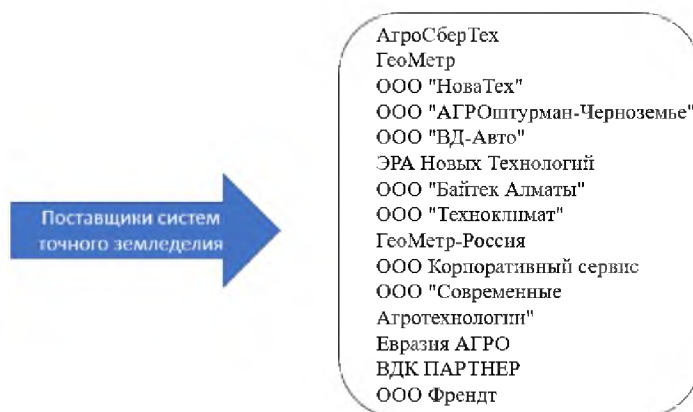 Поставщики систем
точного земледелия
АгроСберТех
ГеоМетр
ООО "НоваТех"
ООО "АГРОштурман-Черноземье"
ООО "ВД-Авто"
ЭРА Новых Технологий
ООО "Байтек Алматы"
ООО "Техноклимат"
ГеоМетр-Россия
ООО Корпоративный сервис
ООО "Современные
Агротехнологии"
Евразия АГРО
ВДК ПАРТНЕР
ООО Френдт